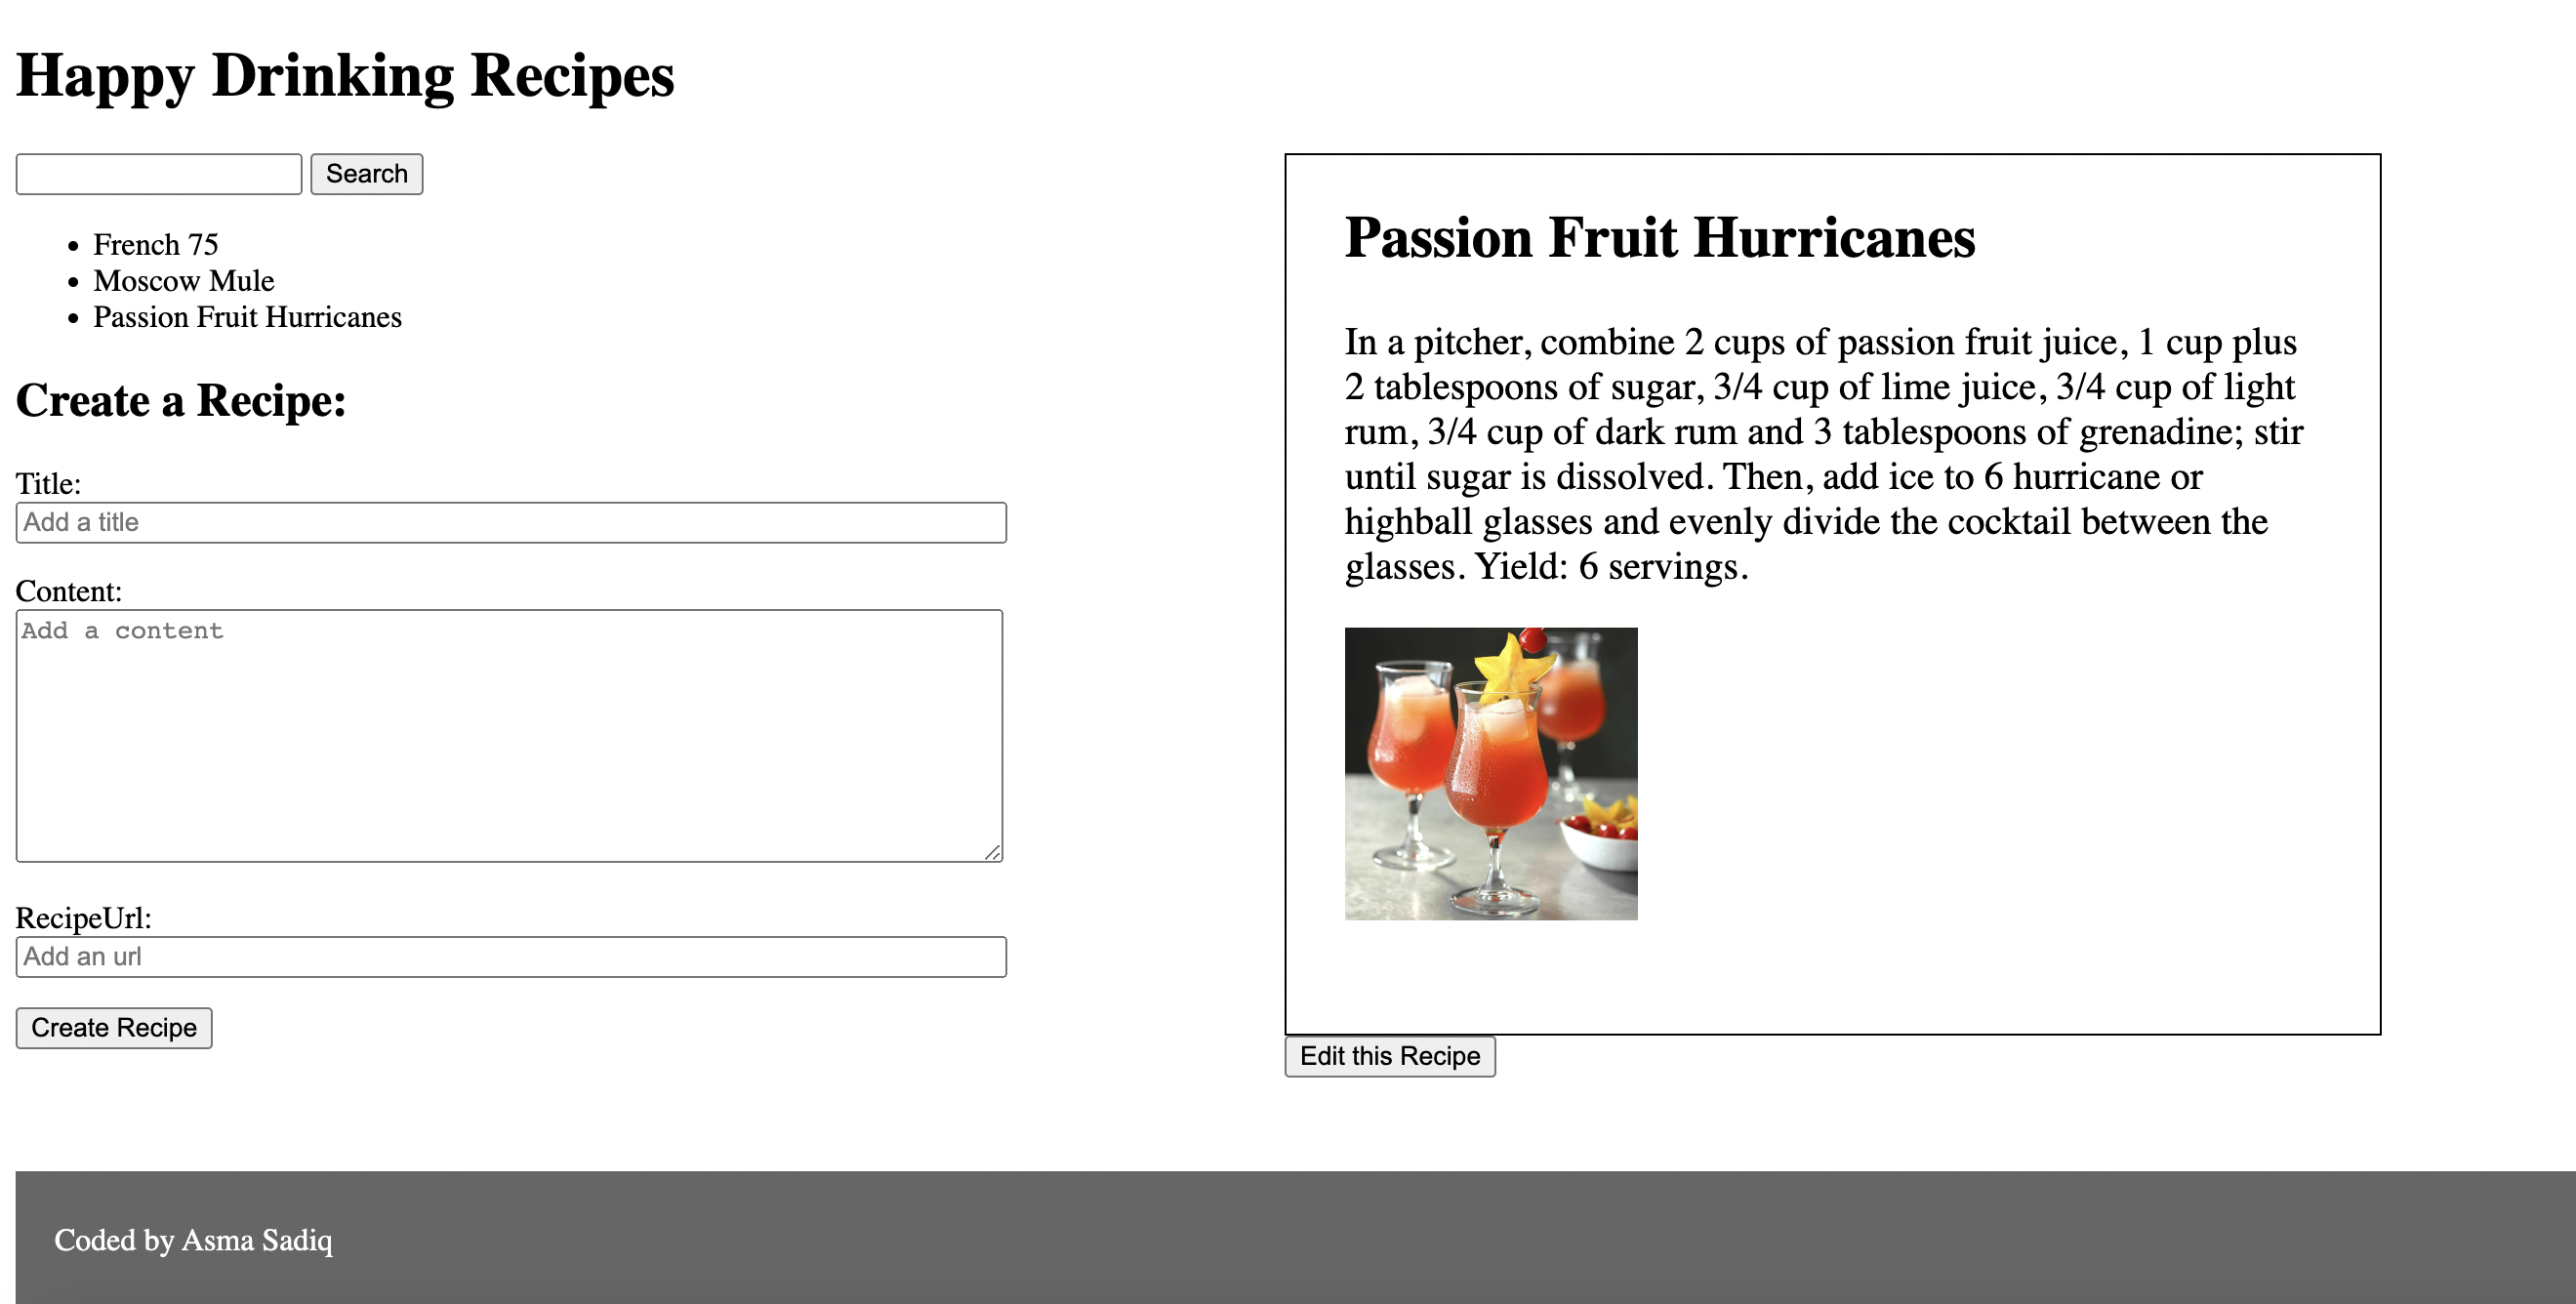 Happy Drinking Recipes
Search
French 75
Moscow Mule
Passion Fruit Hurricanes
Create a Recipe:
Title:
Add a title
Content:
Add a content
RecipeUrl:
Add an url
Create Recipe
Passion Fruit Hurricanes
In a pitcher, combine 2 cups of passion fruit juice, 1 cup plus
2 tablespoons of sugar, 3/4 cup of lime juice, 3/4 cup of light
rum, 3/4 cup of dark rum and 3 tablespoons of grenadine; stir
until sugar is dissolved. Then, add ice to 6 hurricane or
highball glasses and evenly divide the cocktail between the
glasses. Yield: 6 servings.
Edit this Recipe
Coded by Asma Sadiq